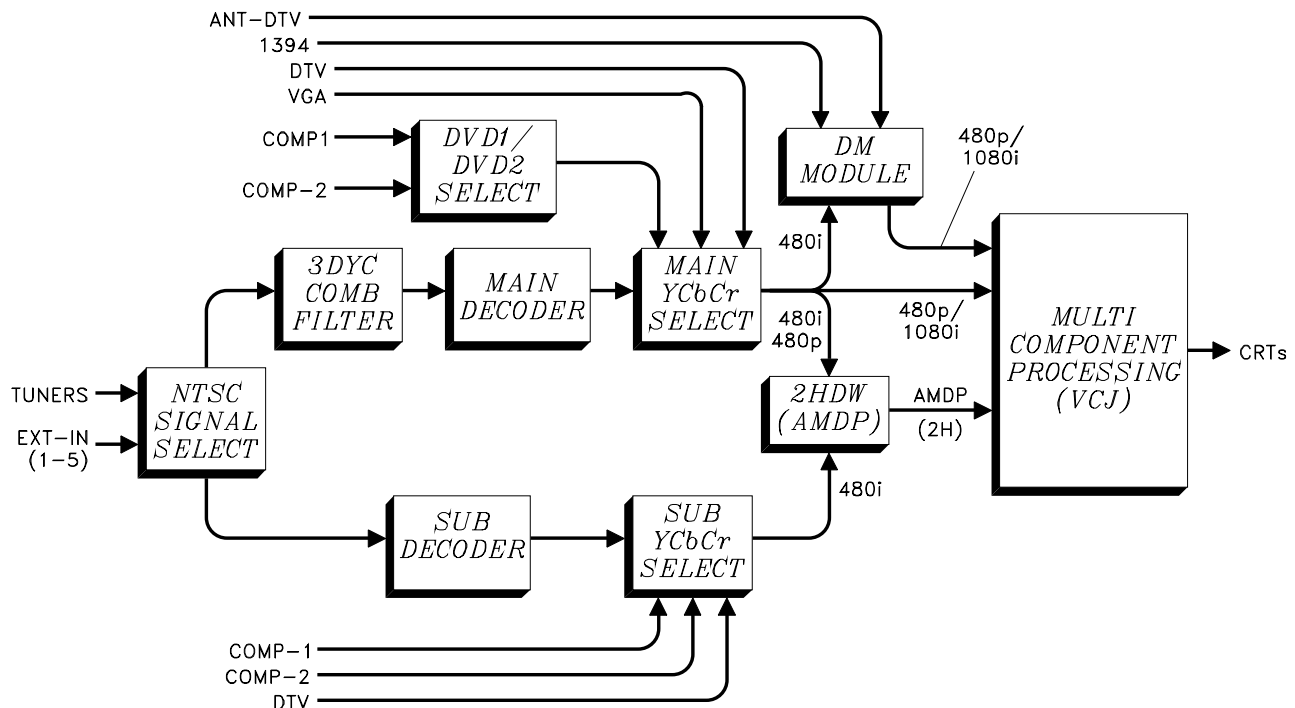 ANT-DTV
1394
DTV
VGA
COMP1
COMP-2
DVD1/
DVD2
SELECT
DM
MODULE
480p/
1080i
480i
3DYC
COMB
FILTER
MAIN
DECODER
MAIN
YCbCr
SELECT
480i
480p
480p/
1080i
MULTI
COMPONENT
PROCESSING
(VCJ)
CRTs
TUNERS
EXT-IN
(1-5)
NTSC
SIGNAL
SELECT
2HDW
(AMDP)
AMDP
(2H)
480i
SUB
DECODER
SUB
YCbCr
SELECT
COMP-1
COMP-2
DTV